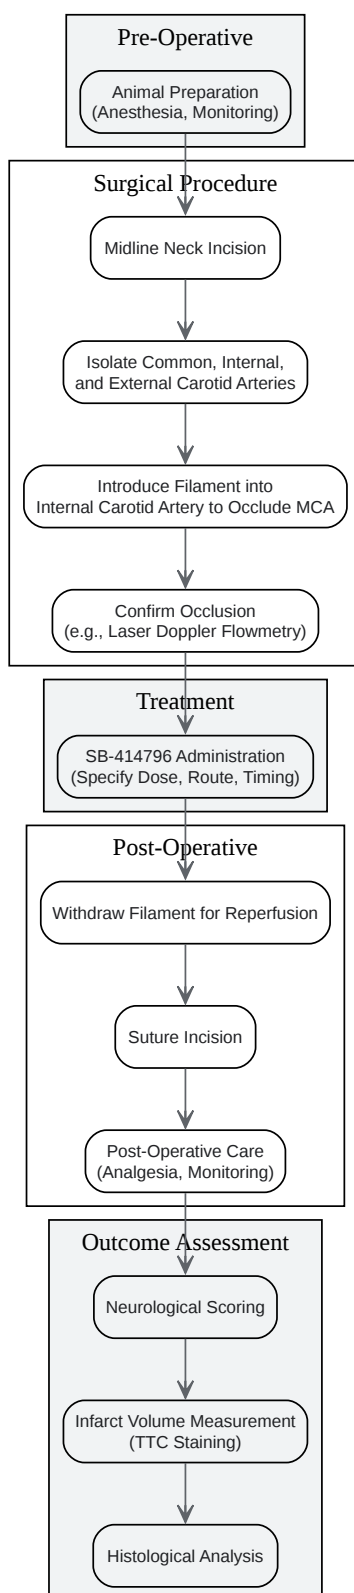 Pre-Operative
Animal Preparation
(Anesthesia, Monitoring)
Surgical Procedure
Midline Neck Incision
Isolate Common, Internal,
and External Carotid Arteries
Introduce Filament into
Internal Carotid Artery to Occlude MCA
Confirm Occlusion
(e.g., Laser Doppler Flowmetry)
Treatment
SB-414796 Administration
(Specify Dose, Route, Timing)
Post-Operative
Withdraw Filament for Reperfusion
Suture Incision
Post-Operative Care
(Analgesia, Monitoring)
Outcome Assessment
Neurological Scoring
Infarct Volume Measurement
(TTC Staining)
Histological Analysis